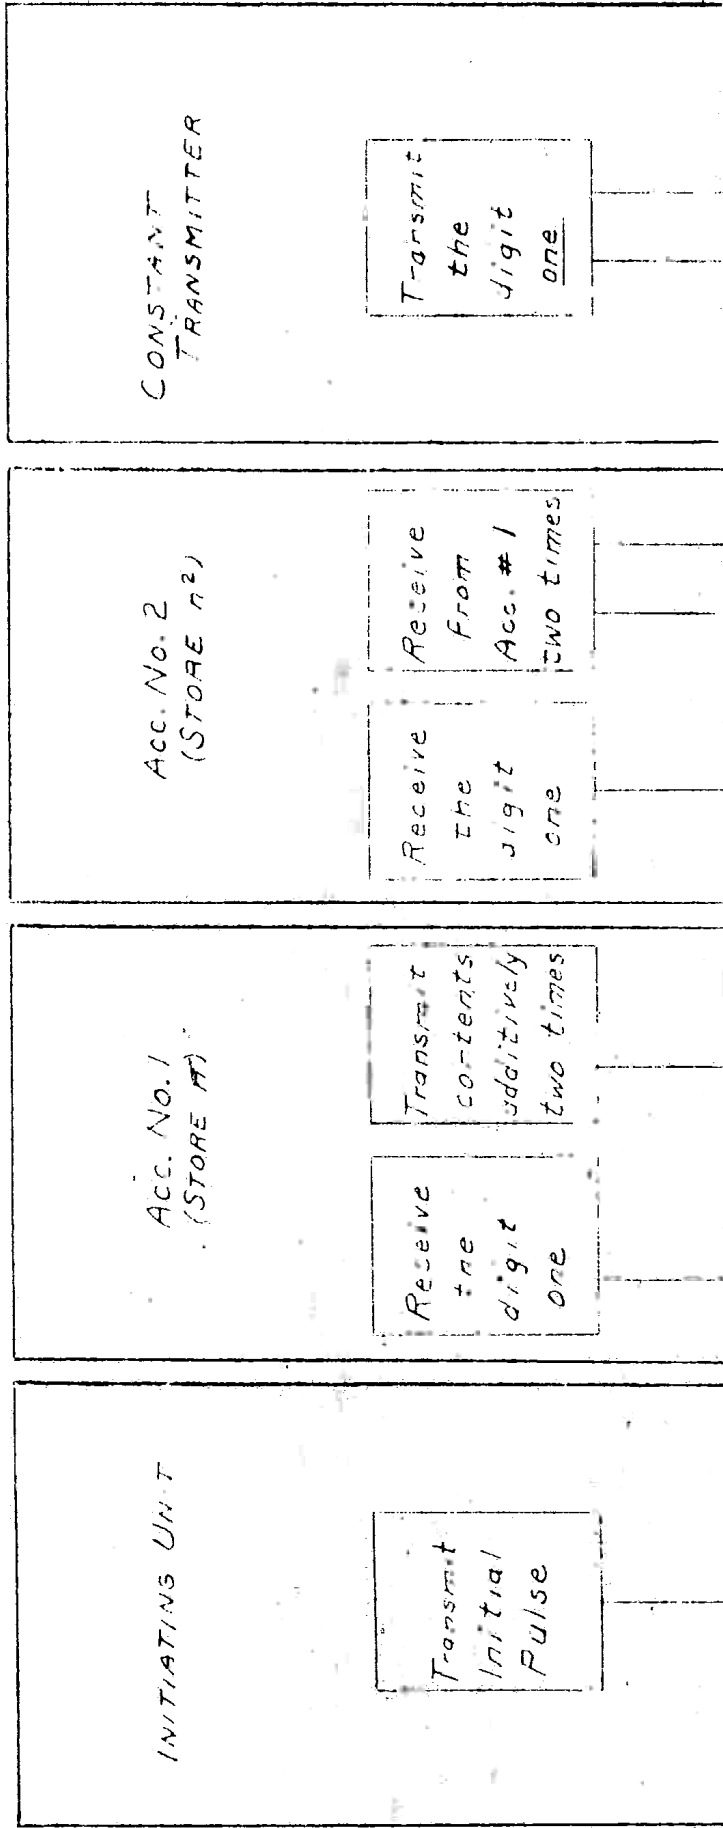 INITIATING UNIT
Transmit
Initial
Pulse
Acc. No. 1
(STORE n)
Receive
the
digit
one
Transmit
contents
additively
two times
Acc. No. 2
(STORE n²)
Receive
the
digit
one
Receive
From
Acc. #1
two times
CONSTANT
TRANSMITTER
Transmit
the
digit
one